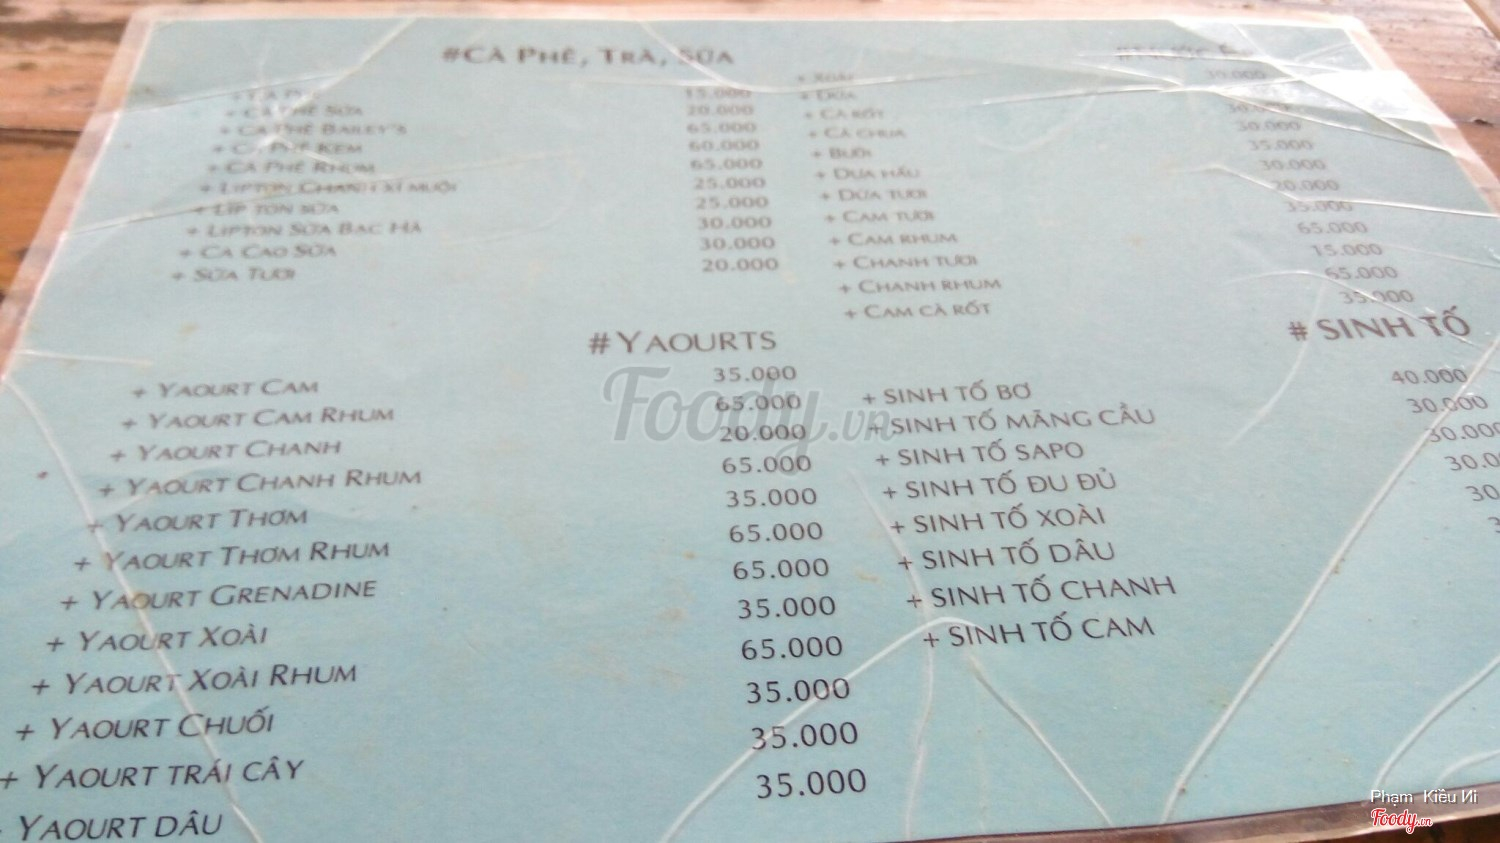 #CÀ PHÊ, TRÀ, SỮA
15.000
+ CÀ PHÊ SỮA 20.000
+ CÀ PHÊ BAILEY'S 65.000
+ CÀ PHÊ KEM 60.000
+ CÀ PHÊ RHUM 65.000
+ LIPTON CHANH XÍ MUỘI 25.000
+ LIPTON SỮA 25.000
+ LIPTON SỮA BẠC HÀ 30.000
+ CA CAO SỮA 30.000
+ SỮA TƯƠI 20.000
+ XOÀI 30.000
+ DỨA 30.000
+ CÀ RỐT 30.000
+ CÀ CHUA 35.000
+ BƯỞI 30.000
+ DƯA HẤU 20.000
+ DỪA TƯƠI 35.000
+ CAM TƯƠI 65.000
+ CAM RHUM 15.000
+ CHANH TƯƠI 65.000
+ CHANH RHUM 35.000
+ CAM CÀ RỐT
#YAOURTS
+ YAOURT CAM 35.000
+ YAOURT CAM RHUM 65.000
+ YAOURT CHANH 20.000
+ YAOURT CHANH RHUM 65.000
+ YAOURT THƠM 35.000
+ YAOURT THƠM RHUM 65.000
+ YAOURT GRENADINE 65.000
+ YAOURT XOÀI 35.000
+ YAOURT XOÀI RHUM 65.000
+ YAOURT CHUỐI 35.000
+ YAOURT TRÁI CÂY 35.000
YAOURT DÂU 35.000
# SINH TỐ
+ SINH TỐ BƠ 40.000
+ SINH TỐ MÃNG CẦU 30.000
+ SINH TỐ SAPO 30.000
+ SINH TỐ ĐU ĐỦ
+ SINH TỐ XOÀI
+ SINH TỐ DÂU
+ SINH TỐ CHANH
+ SINH TỐ CAM
Foody.vn
Phạm Kiều
Foody.vn